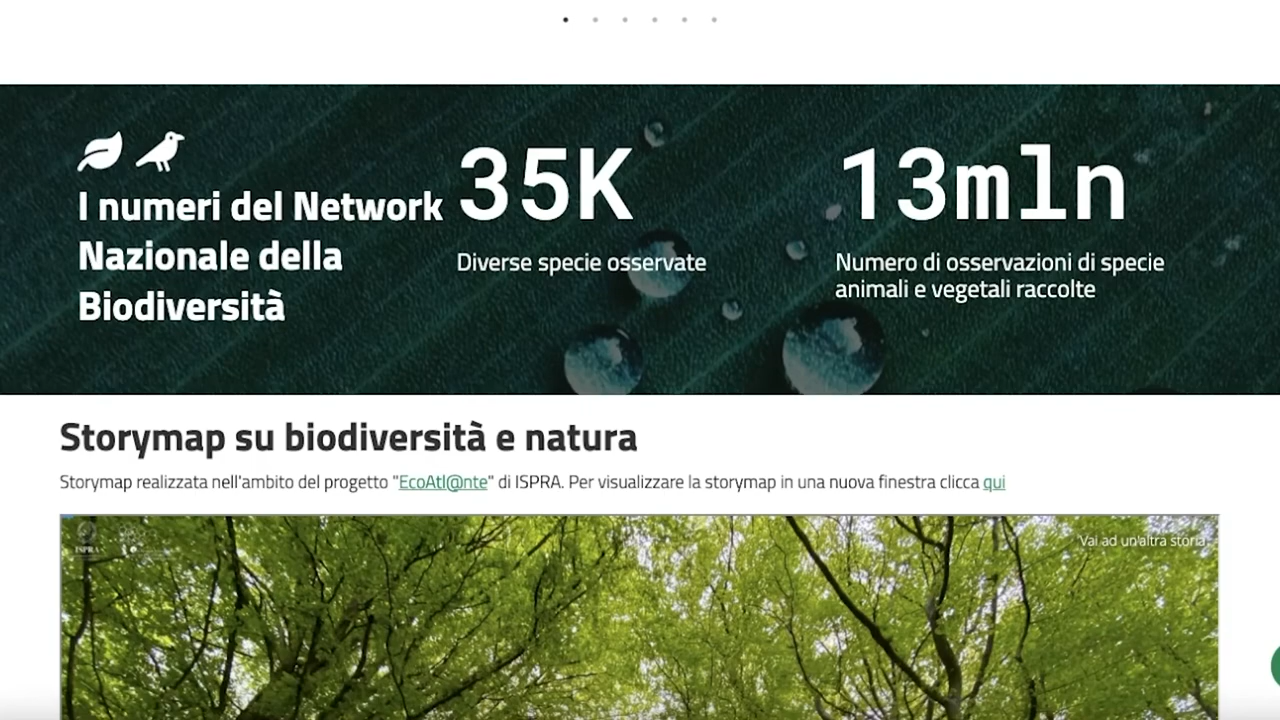 I numeri del Network
Nazionale della
Biodiversità
35K
Diverse specie osservate
13mln
Numero di osservazioni di specie
animali e vegetali raccolte
Storymap su biodiversità e natura
Storymap realizzata nell'ambito del progetto "EcoAtl@nte" di ISPRA. Per visualizzare la storymap in una nuova finestra clicca qui
ISPRA
Vai ad un'altra storia